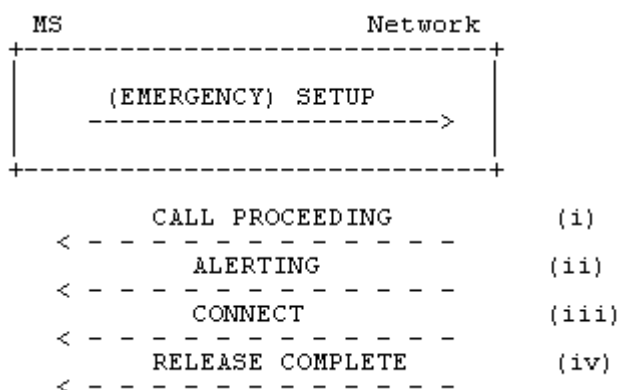 MS Network
(EMERGENCY) SETUP
CALL PROCEEDING (i)
ALERTING (ii)
CONNECT (iii)
RELEASE COMPLETE (iv)